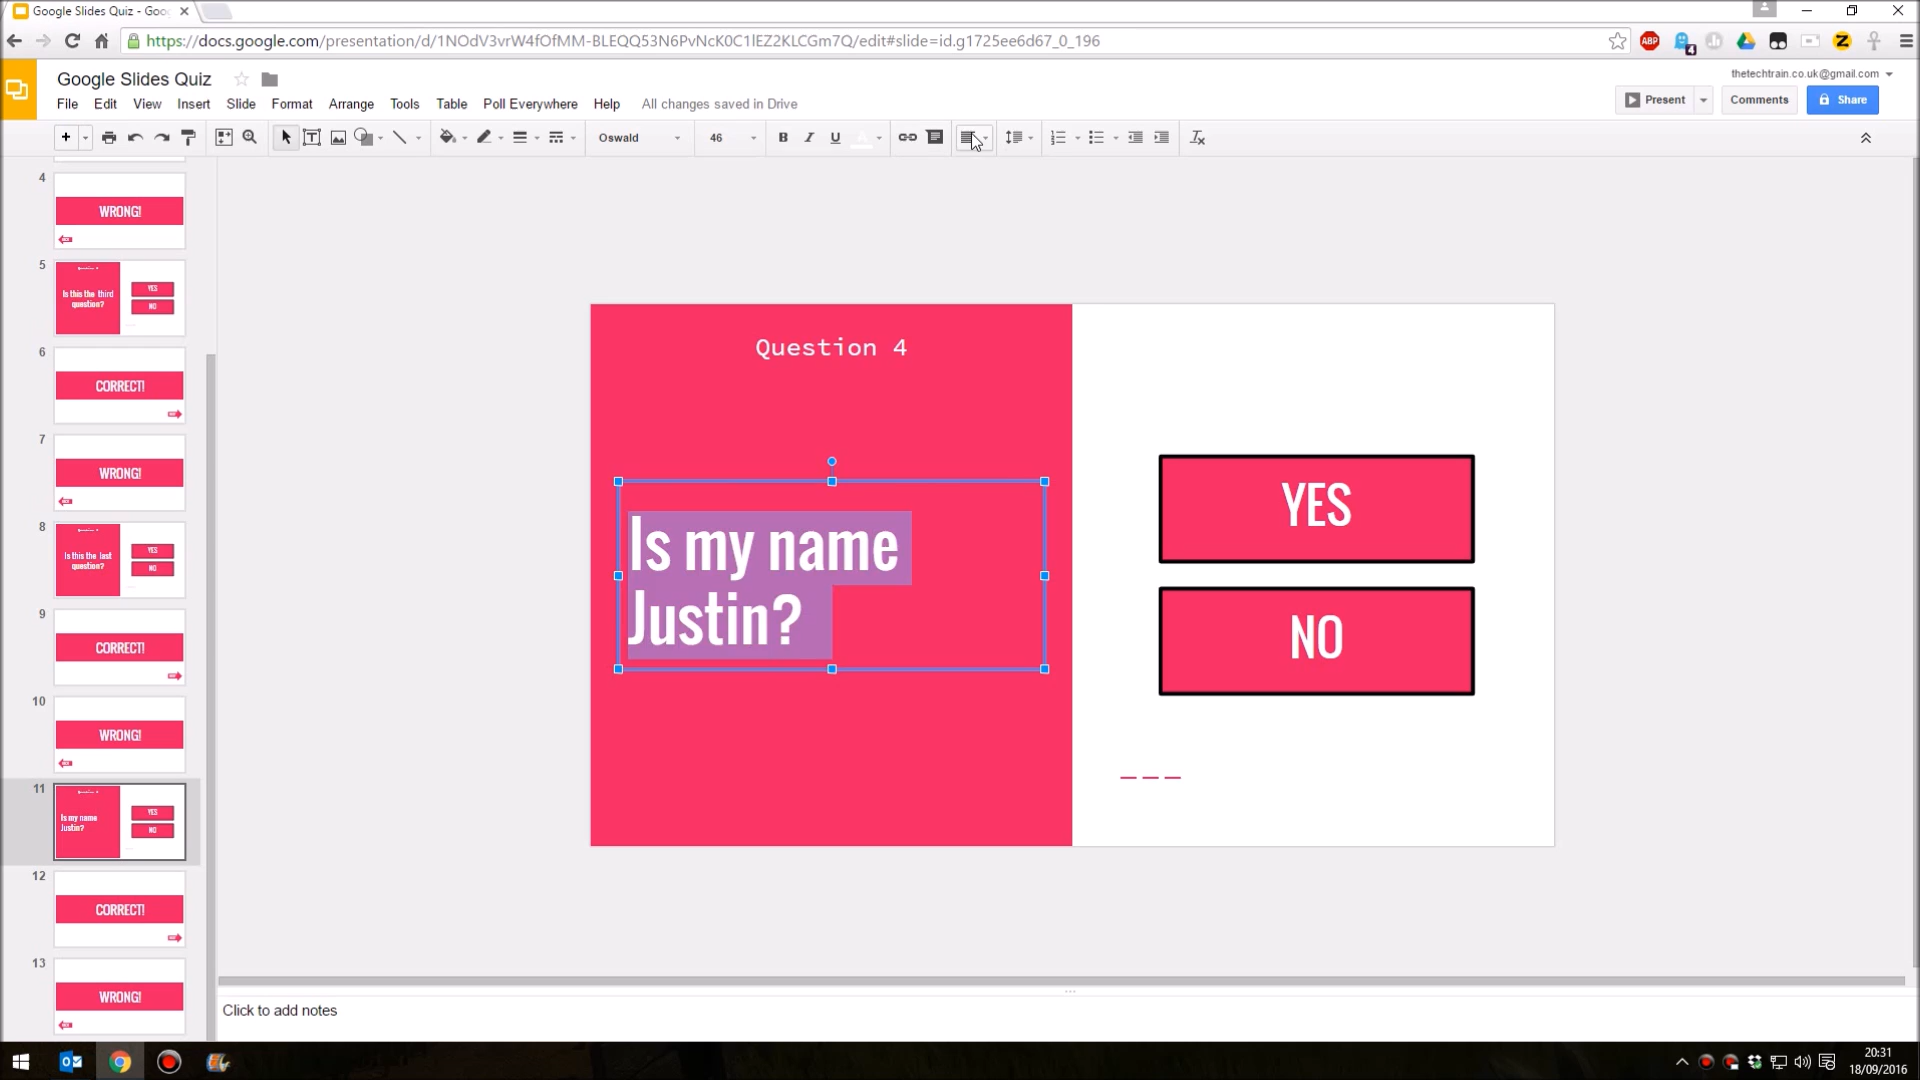 Google Slides Quiz - Goo
https://docs.google.com/presentation/d/1NOdV3vrW4fOfMM-BLEQQ53N6PvNcK0C1lEZ2KLCGm7Q/edit#slide=id.g1725ee6d67_0_196
Google Slides Quiz
thetechtrain.co.uk@gmail.com
File Edit View Insert Slide Format Arrange Tools Table Poll Everywhere Help All changes saved in Drive
Present Comments Share
Oswald 46 B I U A
4
WRONG!
5
Is this the third
question?
YES
NO
6
CORRECT!
7
WRONG!
8
Is this the last
question?
YES
NO
9
CORRECT!
10
WRONG!
11
Is my name
Justin?
YES
NO
12
CORRECT!
13
WRONG!
Question 4
Is my name
Justin?
YES
NO
Click to add notes
20:31
18/09/2016